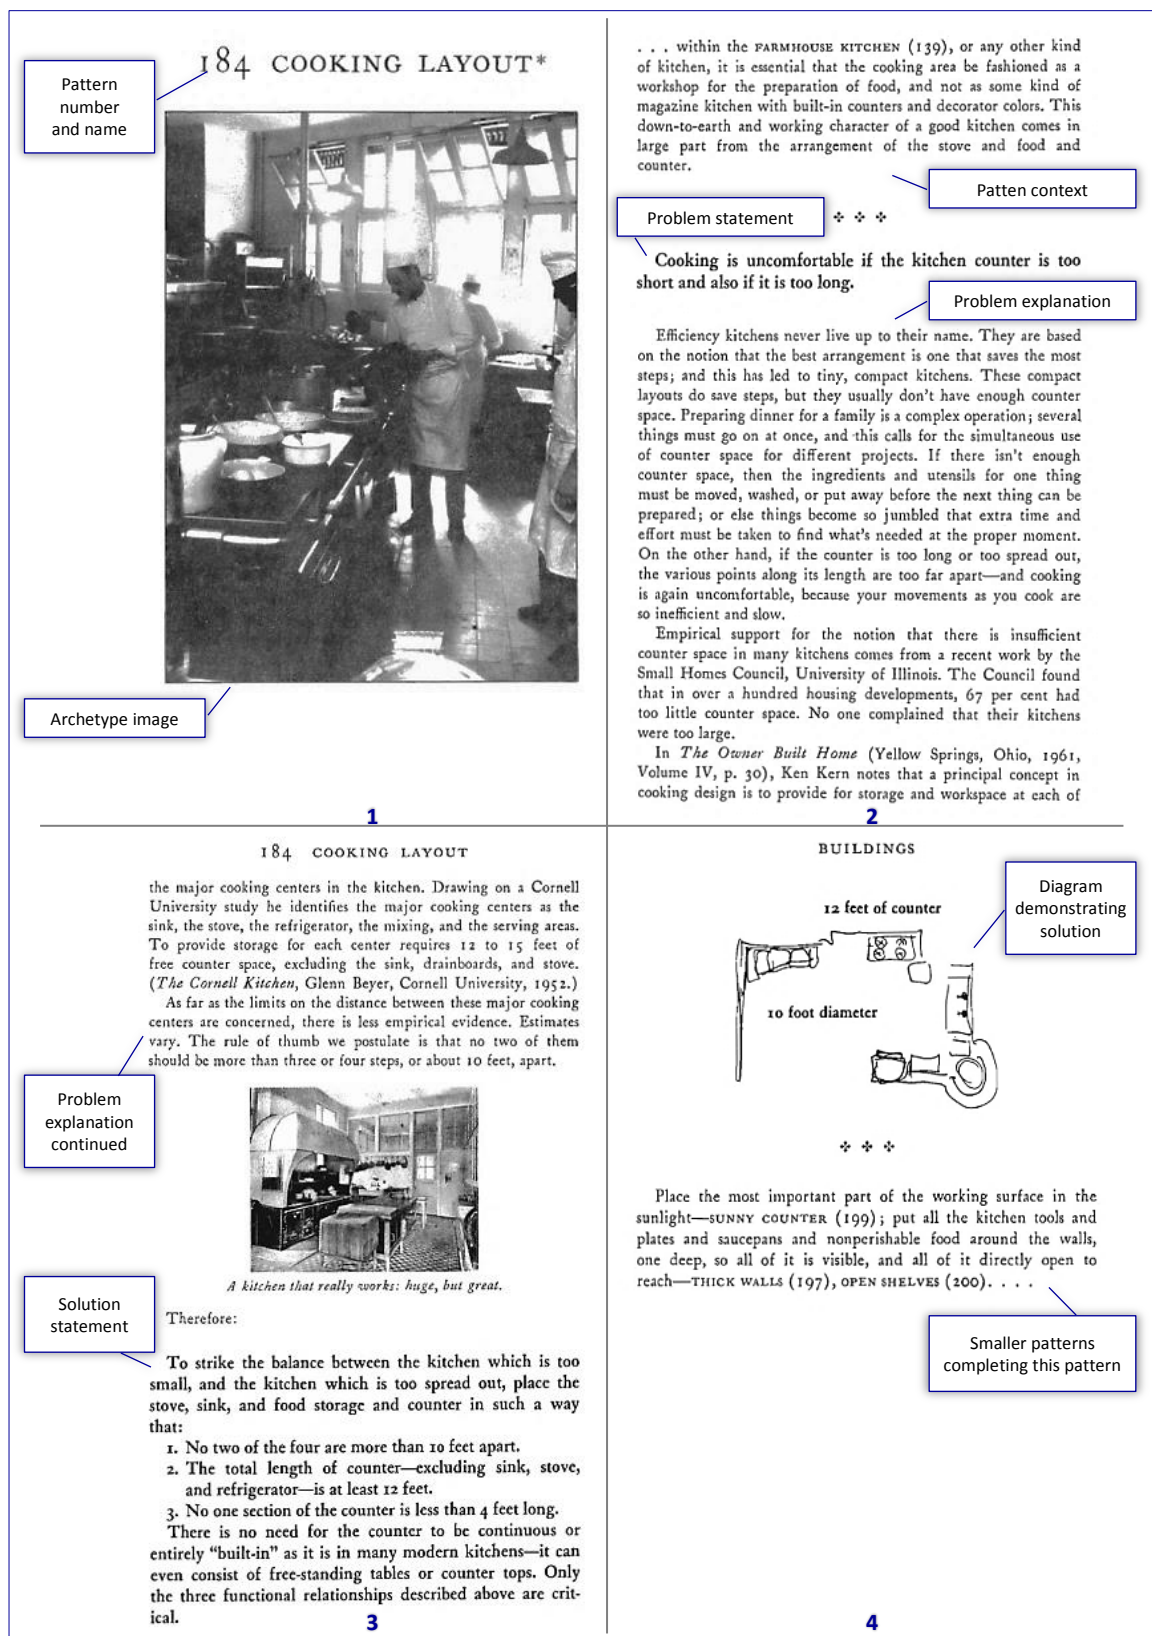 184 COOKING LAYOUT*
Pattern
number
and name
Archetype image
1
. . . within the FARMHOUSE KITCHEN (139), or any other kind
of kitchen, it is essential that the cooking area be fashioned as a
workshop for the preparation of food, and not as some kind of
magazine kitchen with built-in counters and decorator colors. This
down-to-earth and working character of a good kitchen comes in
large part from the arrangement of the stove and food and
counter.
Patten context
Problem statement
Cooking is uncomfortable if the kitchen counter is too
short and also if it is too long.
Problem explanation
Efficiency kitchens never live up to their name. They are based
on the notion that the best arrangement is one that saves the most
steps; and this has led to tiny, compact kitchens. These compact
layouts do save steps, but they usually don't have enough counter
space. Preparing dinner for a family is a complex operation; several
things must go on at once, and this calls for the simultaneous use
of counter space for different projects. If there isn't enough
counter space, then the ingredients and utensils for one thing
must be moved, washed, or put away before the next thing can be
prepared; or else things become so jumbled that extra time and
effort must be taken to find what's needed at the proper moment.
On the other hand, if the counter is too long or too spread out,
the various points along its length are too far apart—and cooking
is again uncomfortable, because your movements as you cook are
so inefficient and slow.
Empirical support for the notion that there is insufficient
counter space in many kitchens comes from a recent work by the
Small Homes Council, University of Illinois. The Council found
that in over a hundred housing developments, 67 per cent had
too little counter space. No one complained that their kitchens
were too large.
In The Owner Built Home (Yellow Springs, Ohio, 1961,
Volume IV, p. 30), Ken Kern notes that a principal concept in
cooking design is to provide for storage and workspace at each of
2
184 COOKING LAYOUT
the major cooking centers in the kitchen. Drawing on a Cornell
University study he identifies the major cooking centers as the
sink, the stove, the refrigerator, the mixing, and the serving areas.
To provide storage for each center requires 12 to 15 feet of
free counter space, excluding the sink, drainboards, and stove.
(The Cornell Kitchen, Glenn Beyer, Cornell University, 1952.)
As far as the limits on the distance between these major cooking
centers are concerned, there is less empirical evidence. Estimates
vary. The rule of thumb we postulate is that no two of them
should be more than three or four steps, or about 10 feet, apart.
Problem
explanation
continued
A kitchen that really works: huge, but great.
Solution
statement
Therefore:
To strike the balance between the kitchen which is too
small, and the kitchen which is too spread out, place the
stove, sink, and food storage and counter in such a way
that:
1. No two of the four are more than 10 feet apart.
2. The total length of counter—excluding sink, stove,
and refrigerator—is at least 12 feet.
3. No one section of the counter is less than 4 feet long.
There is no need for the counter to be continuous or
entirely "built-in" as it is in many modern kitchens—it can
even consist of free-standing tables or counter tops. Only
the three functional relationships described above are crit-
ical.
3
BUILDINGS
Diagram
demonstrating
solution
12 feet of counter
10 foot diameter
Place the most important part of the working surface in the
sunlight—SUNNY COUNTER (199); put all the kitchen tools and
plates and saucepans and nonperishable food around the walls,
one deep, so all of it is visible, and all of it directly open to
reach—THICK WALLS (197), OPEN SHELVES (200). . . .
Smaller patterns
completing this pattern
4